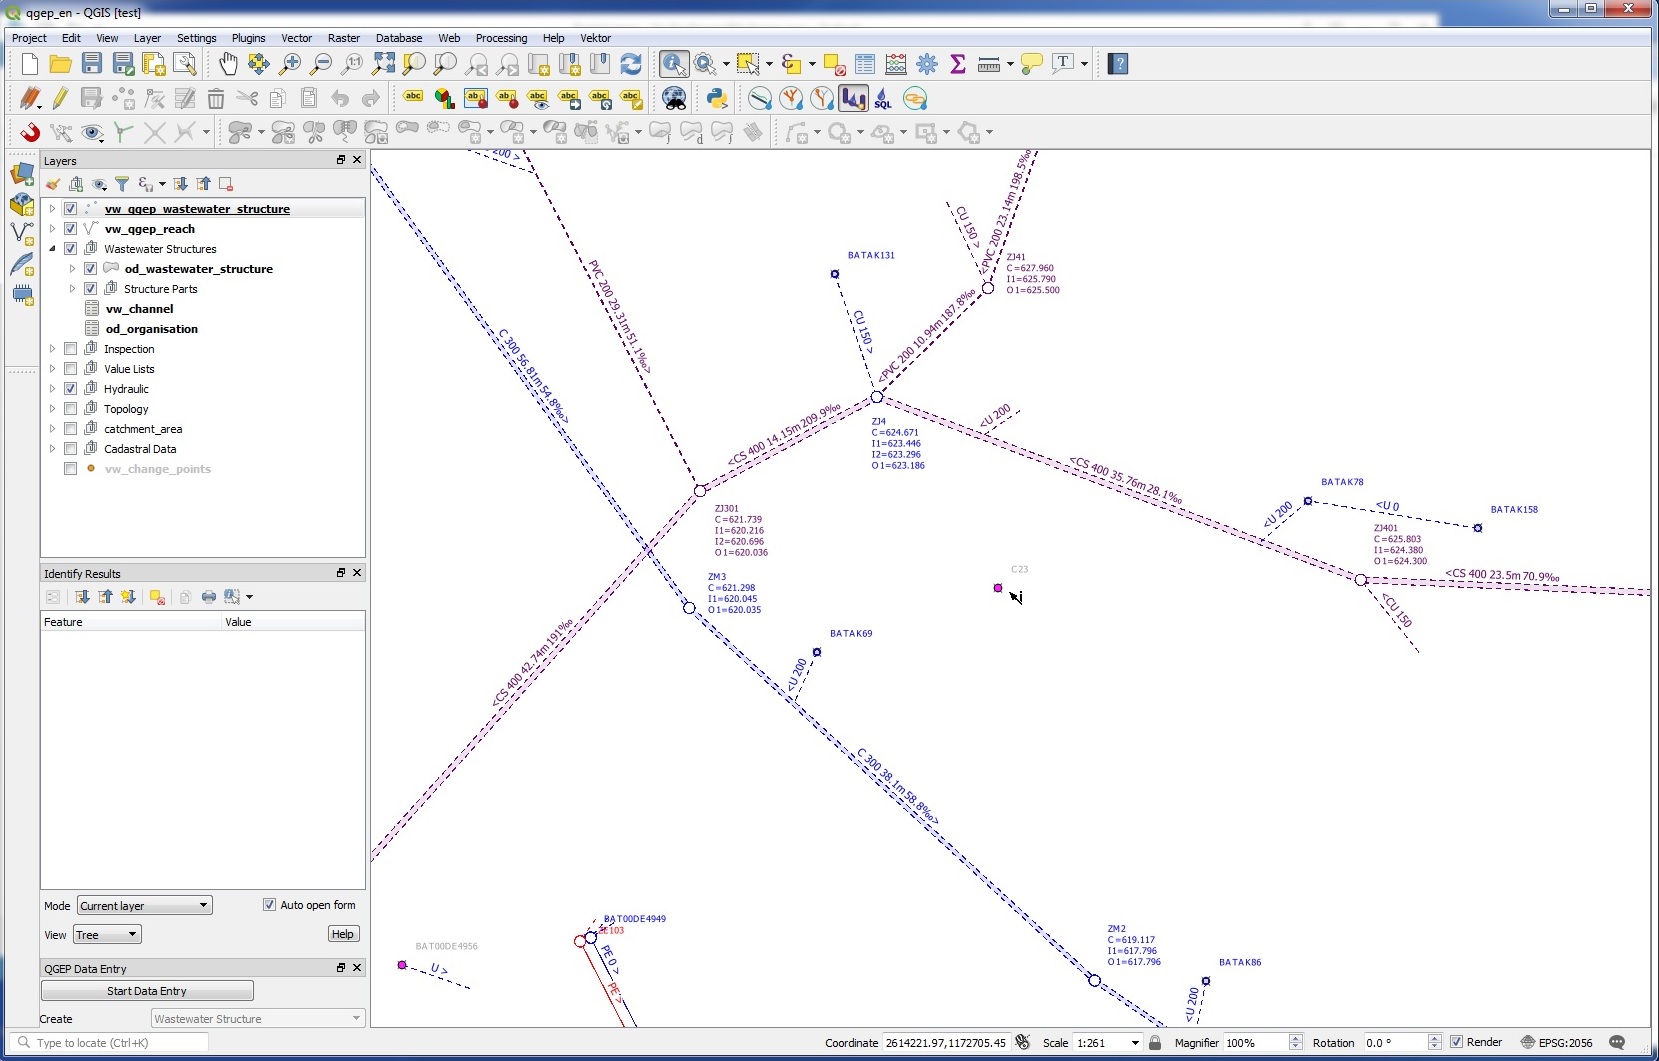 qgep_en - QGIS [test]
Project Edit View Layer Settings Plugins Vector Raster Database Web Processing Help Vektor
Layers
vw_qgep_wastewater_structure
vw_qgep_reach
Wastewater Structures
od_wastewater_structure
Structure Parts
vw_channel
od_organisation
Inspection
Value Lists
Hydraulic
Topology
catchment_area
Cadastral Data
vw_change_points
Identify Results
Feature Value
Mode Current layer Auto open form
View Tree Help
QGEP Data Entry
Start Data Entry
Create Wastewater Structure
200 >
PVC 200 29.31m 51.1‰>
C 300 56.81m 54.8‰>
BATAK131
CU 150 >
CU 150 >
<PVC 200 23.14m 198.5‰
ZJ41
C=627.960
I1=625.790
O1=625.500
<PVC 200 10.94m 187.8‰
<CS 400 14.15m 209.9‰
ZJ4
C=624.671
I1=623.446
I2=623.296
O1=623.186
<U 200
<CS 400 35.76m 28.1‰
BATAK78
<U 200
<U 0
BATAK158
ZJ401
C=625.803
I1=624.380
O1=624.300
<CS 400 23.5m 70.9‰
<CU 150
ZJ301
C=621.739
I1=620.216
I2=620.696
O1=620.036
ZM3
C=621.298
I1=620.045
O1=620.035
C23
<CS 400 42.74m 191‰
BATAK69
<U 200
C 300 38.1m 58.8‰>
BAT00DE4949
ZE103
PE 0 >
PE >
BAT00DE4956
U >
ZM2
C=619.117
I1=617.796
O1=617.796
BATAK86
<U 200
Type to locate (Ctrl+K) Coordinate 2614221.97,1172705.45 Scale 1:261 Magnifier 100% Rotation 0.0 ° Render EPSG:2056